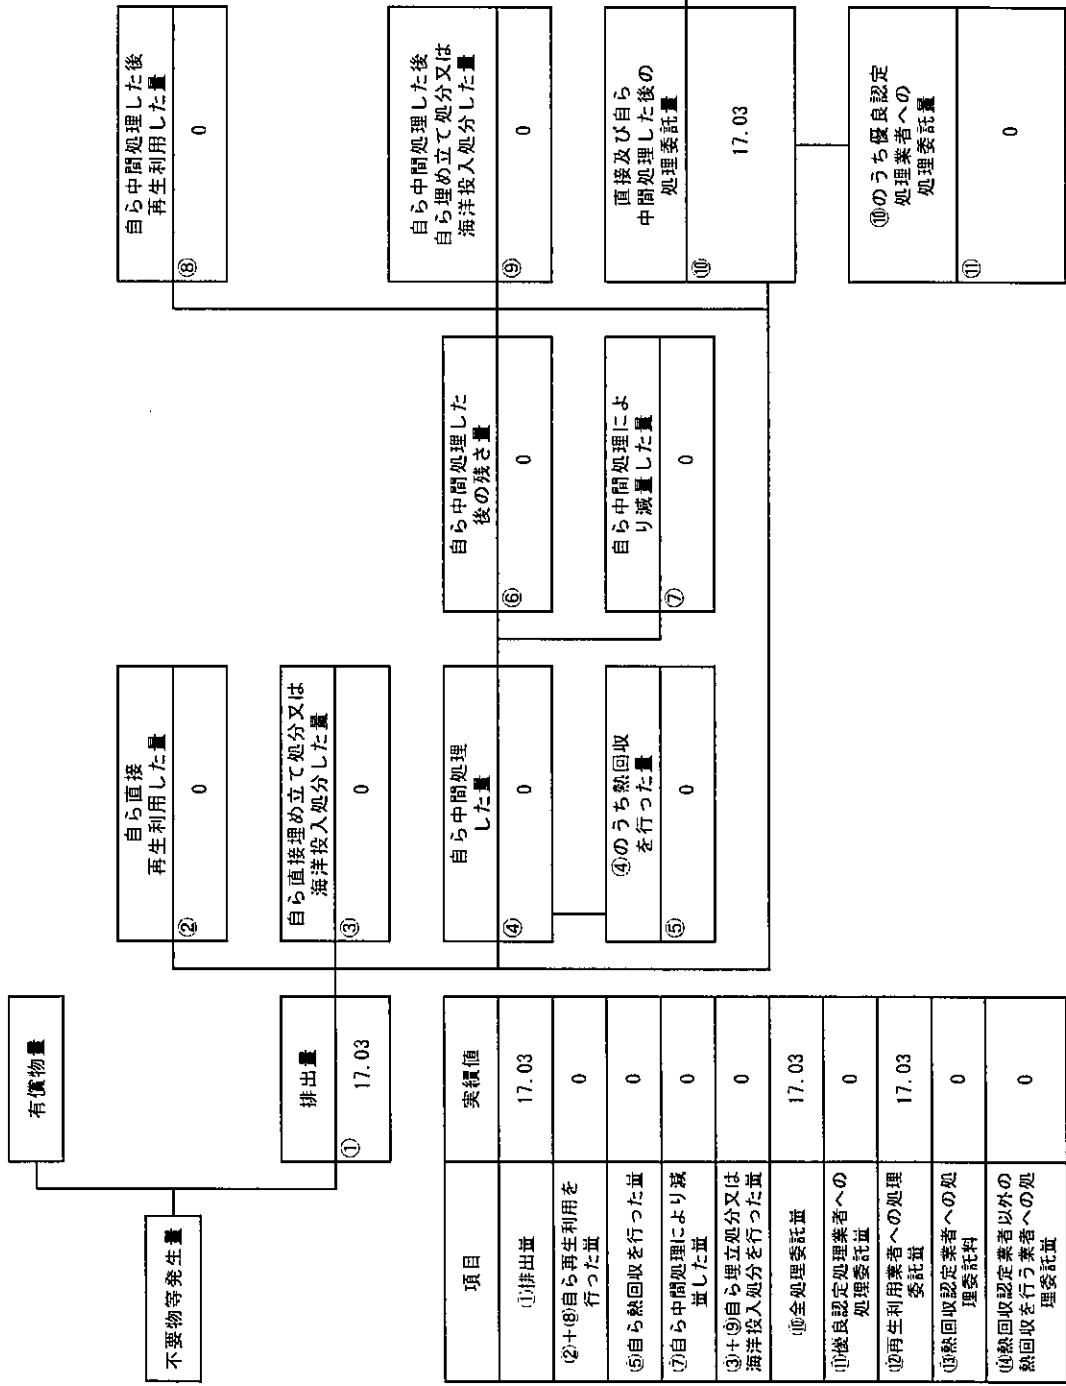 有償物量
不要物等発生量
排出量
① 17.03
自ら直接
再生利用した量
② 0
自ら直接埋め立て処分又は
海洋投入処分した量
③ 0
自ら中間処理
した量
④ 0
④のうち熱回収
を行った量
⑤ 0
自ら中間処理した
後の残さ量
⑥ 0
自ら中間処理によ
り減量した量
⑦ 0
自ら中間処理した後
再生利用した量
⑧ 0
自ら中間処理した後
自ら埋め立て処分又は
海洋投入処分した量
⑨ 0
直接及び自ら
中間処理した後の
処理委託量
⑩ 17.03
⑩のうち優良認定
処理業者への
処理委託量
⑪ 0
項目 実績値
①排出量 17.03
②+⑧自ら再生利用を
行った量 0
⑤自ら熱回収を行った量 0
⑦自ら中間処理により減
量した量 0
③+⑨自ら埋立処分又は
海洋投入処分を行った量 0
⑩全処理委託量 17.03
⑪優良認定処理業者への
処理委託量 0
⑫再生利用業者への処理
委託量 17.03
⑬熱回収認定業者への処
理委託料 0
⑭熱回収認定業者以外の
熱回収を行う業者への処
理委託量 0